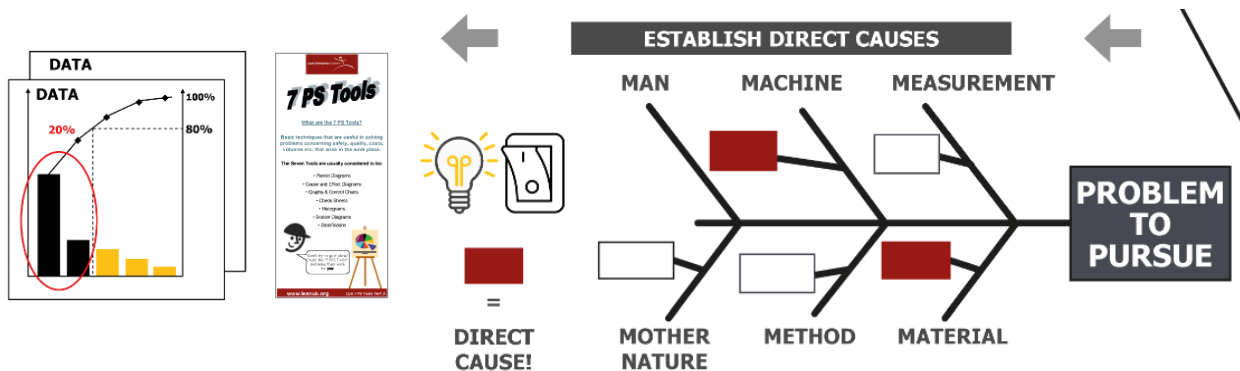 DATA
DATA
100%
20%
80%
7 PS Tools
What are the 7 PS Tools?
Basic techniques that are useful in solving
problems concerning safety, quality, costs,
volumes etc. that arise in the work place.
The Seven Tools are usually considered to be:
• Pareto Diagrams
• Cause and Effect Diagrams
• Graphs & Control Charts
• Check Sheets
• Histograms
• Scatter Diagrams
• Stratification
www.leanuk.org
=
DIRECT
CAUSE!
ESTABLISH DIRECT CAUSES
MAN
MACHINE
MEASUREMENT
PROBLEM
TO
PURSUE
MOTHER
NATURE
METHOD
MATERIAL